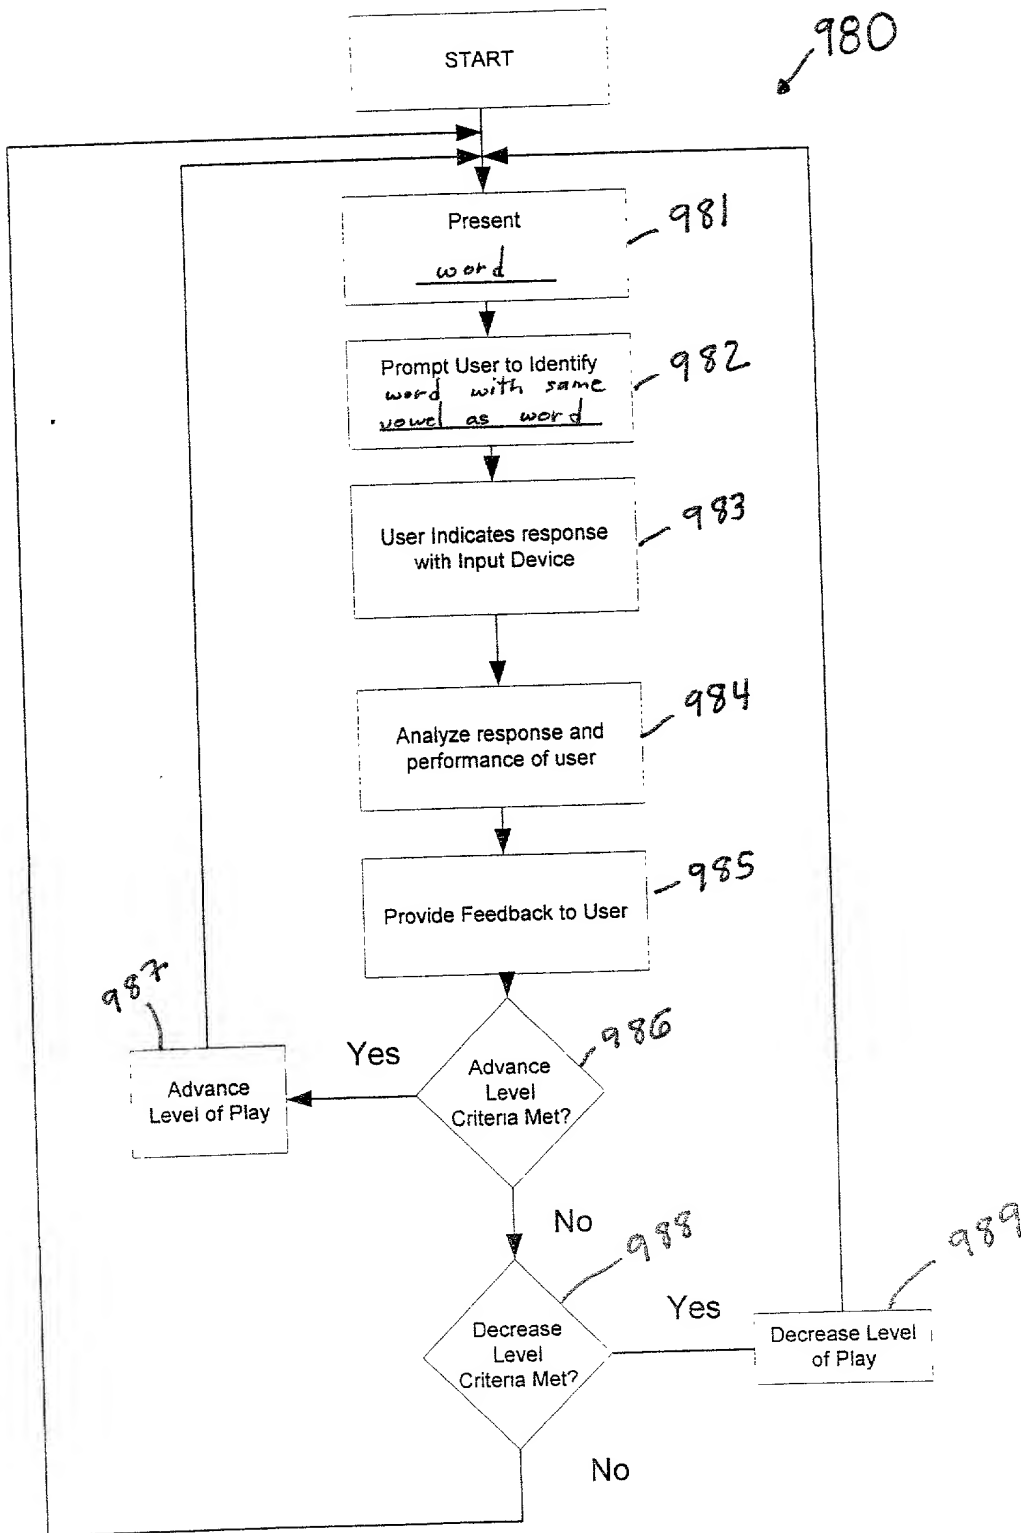 START
980
Present
word
981
Prompt User to Identify
word with same
vowel as word
982
User Indicates response
with Input Device
983
Analyze response and
performance of user
984
Provide Feedback to User
985
987
Yes
Advance
Level of Play
Advance
Level
Criteria Met?
986
No
988
Decrease
Level
Criteria Met?
Yes
989
Decrease Level
of Play
No